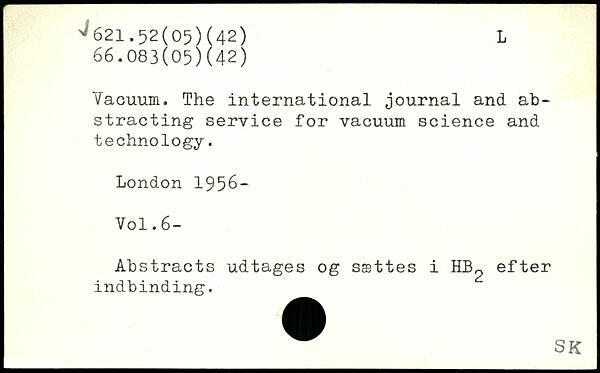 621.52(05)(42) L
66.083(05)(42)
Vacuum. The international journal and ab-
stracting service for vacuum science and
technology.
London 1956-
Vol.6-
Abstracts udtages og sættes i HB₂ efter
indbinding.
SK